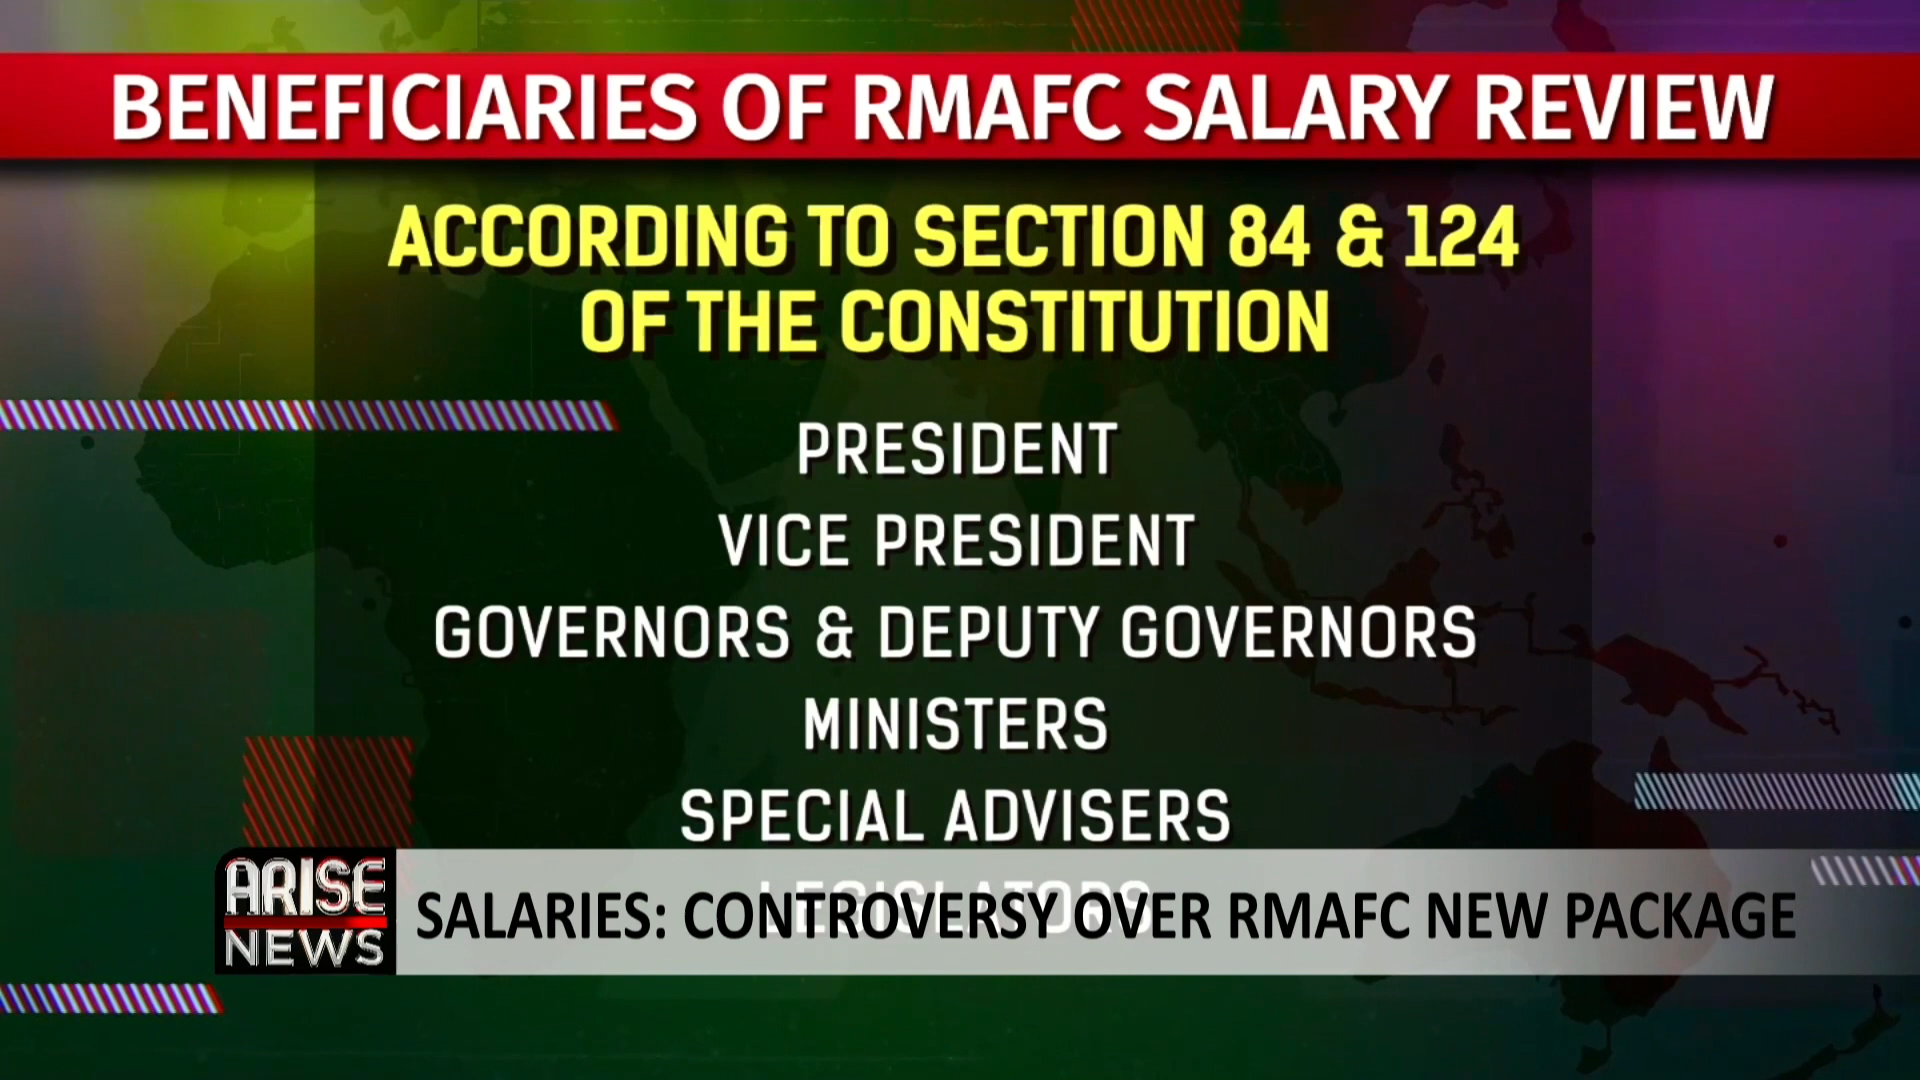 BENEFICIARIES OF RMAFC SALARY REVIEW
ACCORDING TO SECTION 84 & 124
OF THE CONSTITUTION
PRESIDENT
VICE PRESIDENT
GOVERNORS & DEPUTY GOVERNORS
MINISTERS
SPECIAL ADVISERS
LEGISLATORS
ARISE
NEWS
SALARIES: CONTROVERSY OVER RMAFC NEW PACKAGE